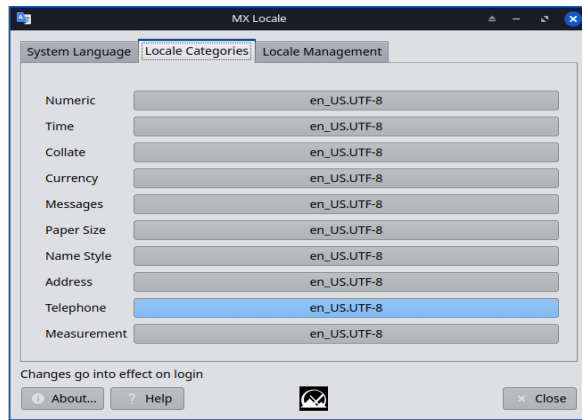 MX Locale
System Language Locale Categories Locale Management
Numeric en_US.UTF-8
Time en_US.UTF-8
Collate en_US.UTF-8
Currency en_US.UTF-8
Messages en_US.UTF-8
Paper Size en_US.UTF-8
Name Style en_US.UTF-8
Address en_US.UTF-8
Telephone en_US.UTF-8
Measurement en_US.UTF-8
Changes go into effect on login
About... Help Close